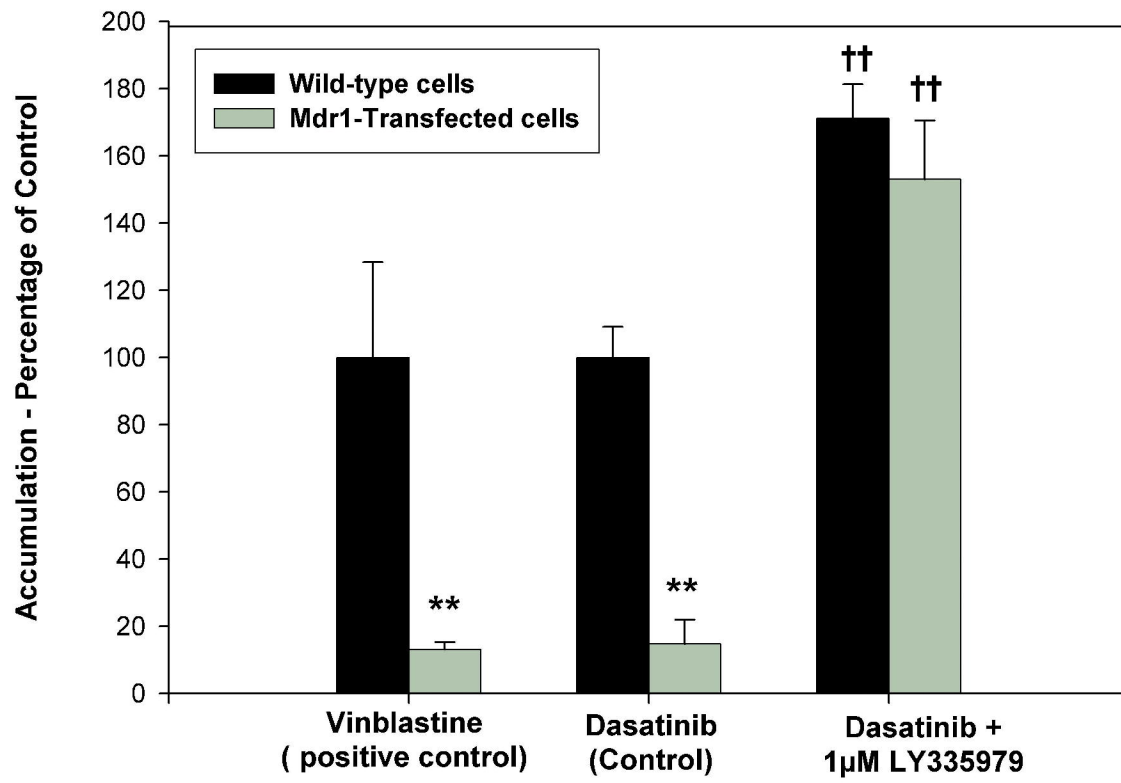 Accumulation - Percentage of Control
200
180
160
140
120
100
80
60
40
20
0
Wild-type cells
Mdr1-Transfected cells
**
**
††
††
Vinblastine
( positive control)
Dasatinib
(Control)
Dasatinib +
1µM LY335979